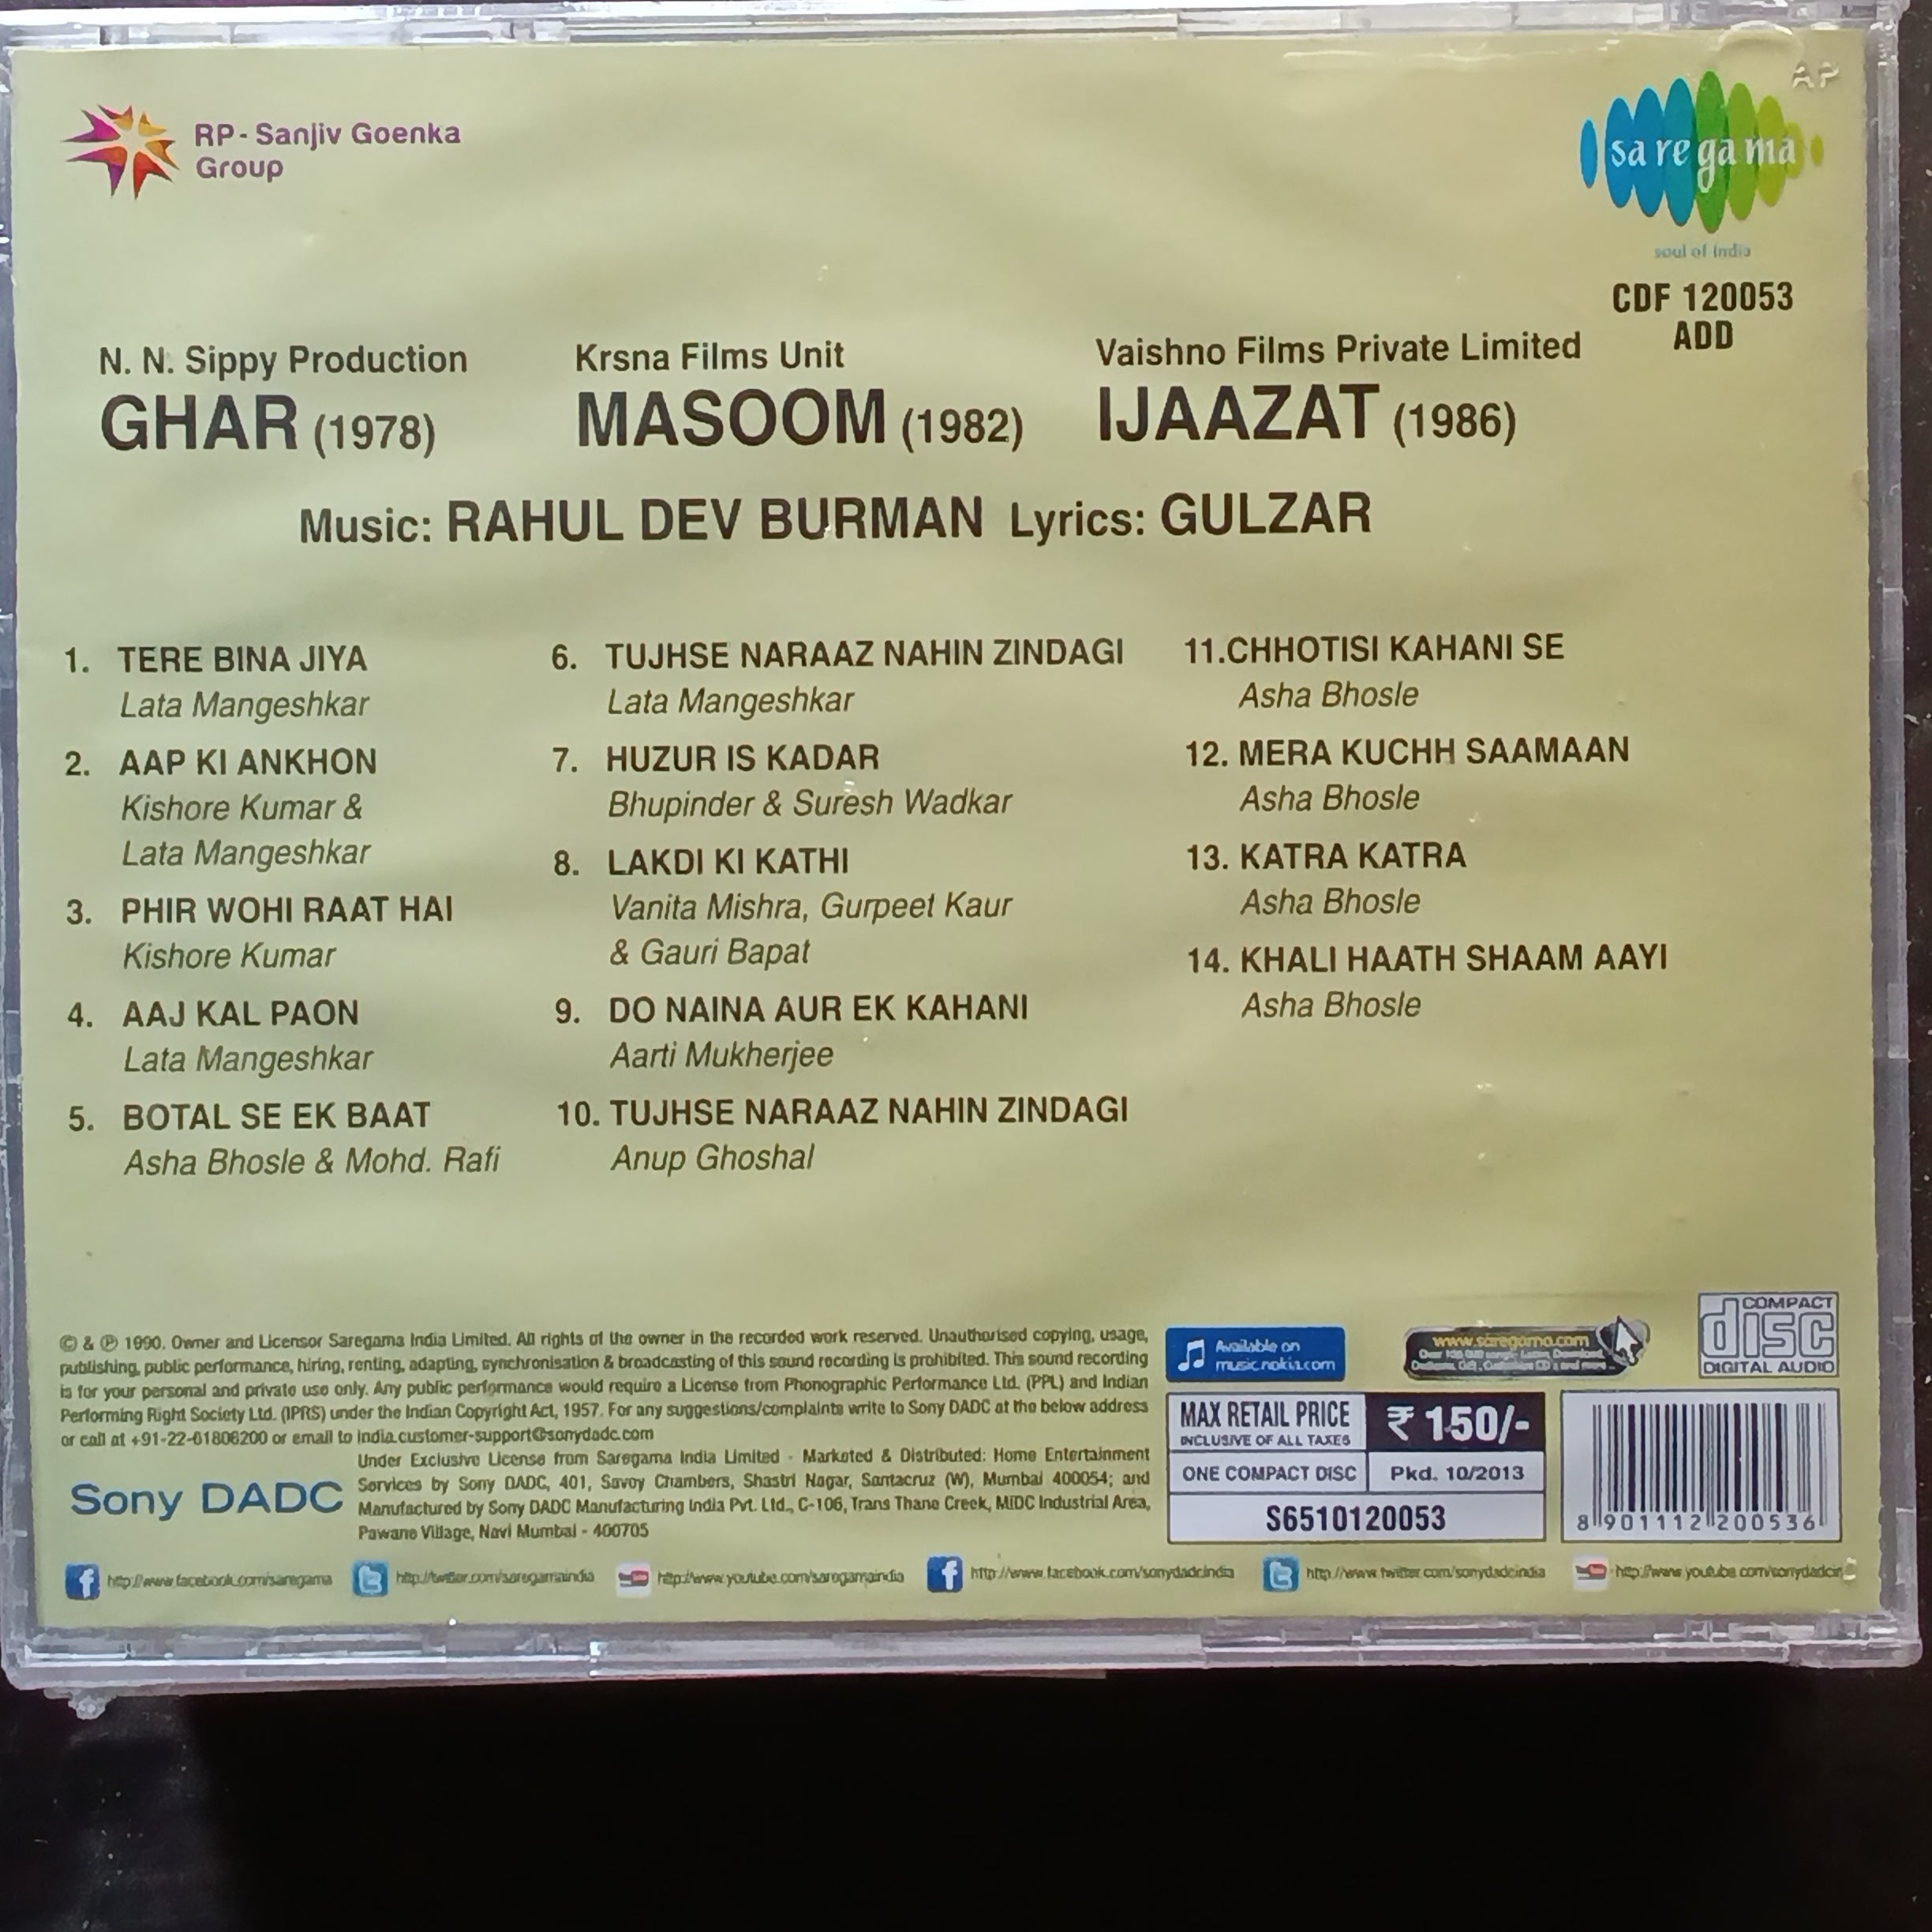 RP - Sanjiv Goenka
Group
AP
sa re ga ma
soul of india
CDF 120053
ADD
N. N. Sippy Production
GHAR (1978)
Krsna Films Unit
MASOOM (1982)
Vaishno Films Private Limited
IJAAZAT (1986)
Music: RAHUL DEV BURMAN Lyrics: GULZAR
1. TERE BINA JIYA
Lata Mangeshkar
2. AAP KI ANKHON
Kishore Kumar &
Lata Mangeshkar
3. PHIR WOHI RAAT HAI
Kishore Kumar
4. AAJ KAL PAON
Lata Mangeshkar
5. BOTAL SE EK BAAT
Asha Bhosle & Mohd. Rafi
6. TUJHSE NARAAZ NAHIN ZINDAGI
Lata Mangeshkar
7. HUZUR IS KADAR
Bhupinder & Suresh Wadkar
8. LAKDI KI KATHI
Vanita Mishra, Gurpeet Kaur
& Gauri Bapat
9. DO NAINA AUR EK KAHANI
Aarti Mukherjee
10. TUJHSE NARAAZ NAHIN ZINDAGI
Anup Ghoshal
11.CHHOTISI KAHANI SE
Asha Bhosle
12. MERA KUCHH SAAMAAN
Asha Bhosle
13. KATRA KATRA
Asha Bhosle
14. KHALI HAATH SHAAM AAYI
Asha Bhosle
© & ℗ 1990. Owner and Licensor Saregama India Limited. All rights of the owner in the recorded work reserved. Unauthorised copying, usage,
publishing, public performance, hiring, renting, adapting, synchronisation & broadcasting of this sound recording is prohibited. This sound recording
is for your personal and private use only. Any public performance would require a License from Phonographic Performance Ltd. (PPL) and Indian
Performing Right Society Ltd. (IPRS) under the Indian Copyright Act, 1957. For any suggestions/complaints write to Sony DADC at the below address
or call at +91-22-61806200 or email to india.customer-support@sonydadc.com
Sony DADC
Under Exclusive License from Saregama India Limited - Marketed & Distributed: Home Entertainment
Services by Sony DADC, 401, Savoy Chambers, Shastri Nagar, Santacruz (W), Mumbai 400054; and
Manufactured by Sony DADC Manufacturing India Pvt. Ltd., C-106, Trans Thane Creek, MIDC Industrial Area,
Pawane Village, Navi Mumbai - 400705
Available on
music.nokia.com
www.saregama.com
COMPACT
disc
DIGITAL AUDIO
MAX RETAIL PRICE
INCLUSIVE OF ALL TAXES
₹ 150/-
ONE COMPACT DISC
Pkd. 10/2013
S6510120053
8 901112 200536
http://www.facebook.com/saregama
http://twitter.com/saregamaindia
http://www.youtube.com/saregamaindia
http://www.facebook.com/sonydadcindia
http://www.twitter.com/sonydadcindia
http://www.youtube.com/sonydadcin